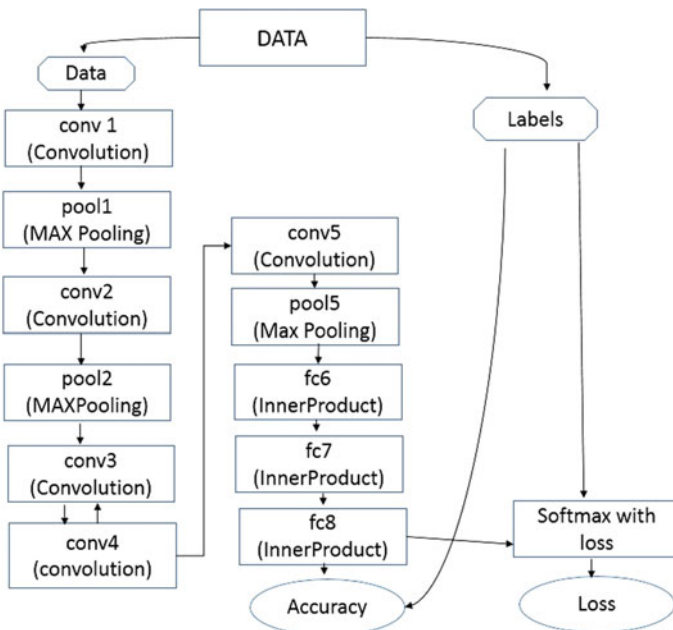 DATA
Data
conv 1
(Convolution)
pool1
(MAX Pooling)
conv2
(Convolution)
pool2
(MAXPooling)
conv3
(Convolution)
conv4
(convolution)
conv5
(Convolution)
pool5
(Max Pooling)
fc6
(InnerProduct)
fc7
(InnerProduct)
fc8
(InnerProduct)
Accuracy
Labels
Softmax with
loss
Loss